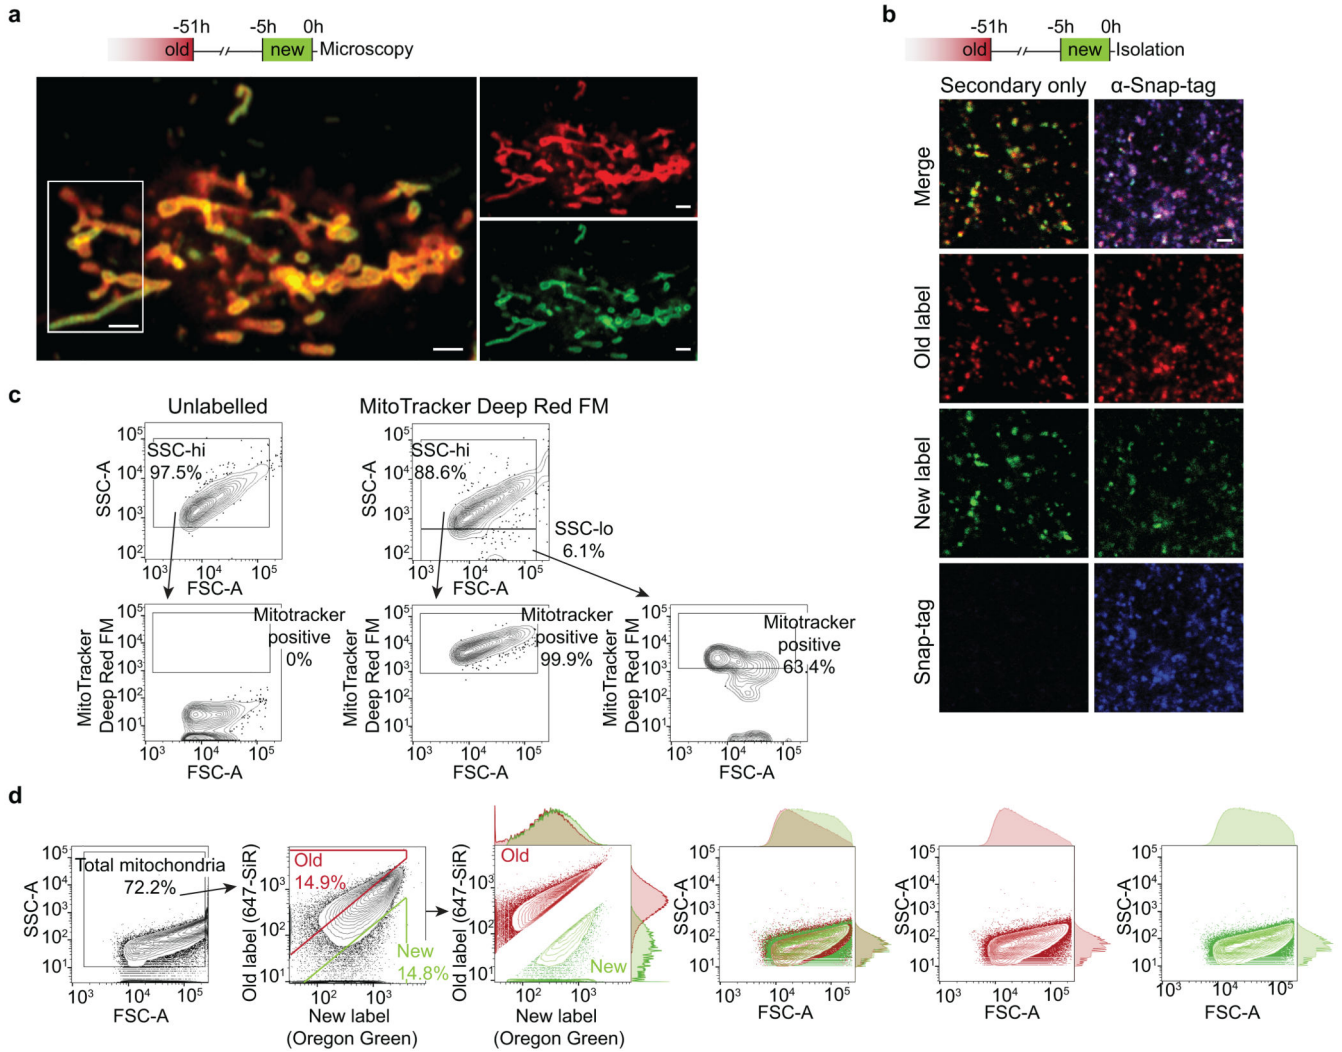 a
-51h
-5h
0h
old
new
Microscopy
b
-51h
-5h
0h
old
new
Isolation
Secondary only
α-Snap-tag
Merge
Old label
New label
Snap-tag
c
Unlabelled
MitoTracker Deep Red FM
SSC-A
10⁵
10⁴
10³
10²
SSC-hi
97.5%
10³ 10⁴ 10⁵
FSC-A
SSC-A
10⁵
10⁴
10³
10²
SSC-hi
88.6%
SSC-lo
6.1%
10³ 10⁴ 10⁵
FSC-A
MitoTracker
Deep Red FM
10⁵
10⁴
10³
10²
10¹
Mitotracker
positive
0%
10³ 10⁴ 10⁵
FSC-A
MitoTracker
Deep Red FM
10⁵
10⁴
10³
10²
10¹
Mitotracker
positive
99.9%
10³ 10⁴ 10⁵
FSC-A
MitoTracker
Deep Red FM
10⁵
10⁴
10³
10²
10¹
Mitotracker
positive
63.4%
10³ 10⁴ 10⁵
FSC-A
d
SSC-A
10⁵
10⁴
10³
10²
10¹
Total mitochondria
72.2%
10³ 10⁴ 10⁵
FSC-A
Old label (647-SiR)
10³
10²
10¹
Old
14.9%
New
14.8%
10² 10³
New label
(Oregon Green)
Old label (647-SiR)
10³
10²
10¹
Old
New
10² 10³
New label
(Oregon Green)
SSC-A
10⁵
10⁴
10³
10²
10¹
10³ 10⁴ 10⁵
FSC-A
SSC-A
10⁵
10⁴
10³
10²
10¹
10³ 10⁴ 10⁵
FSC-A
SSC-A
10⁵
10⁴
10³
10²
10¹
10³ 10⁴ 10⁵
FSC-A